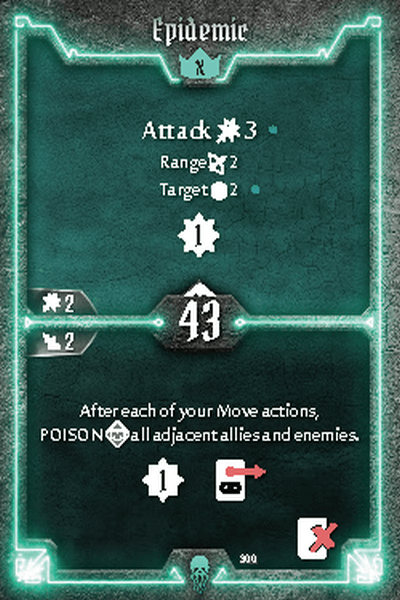 Epidemic
X
Attack 3
Range 2
Target 2
1
2
43
2
After each of your Move actions,
POISON all adjacent allies and enemies.
1